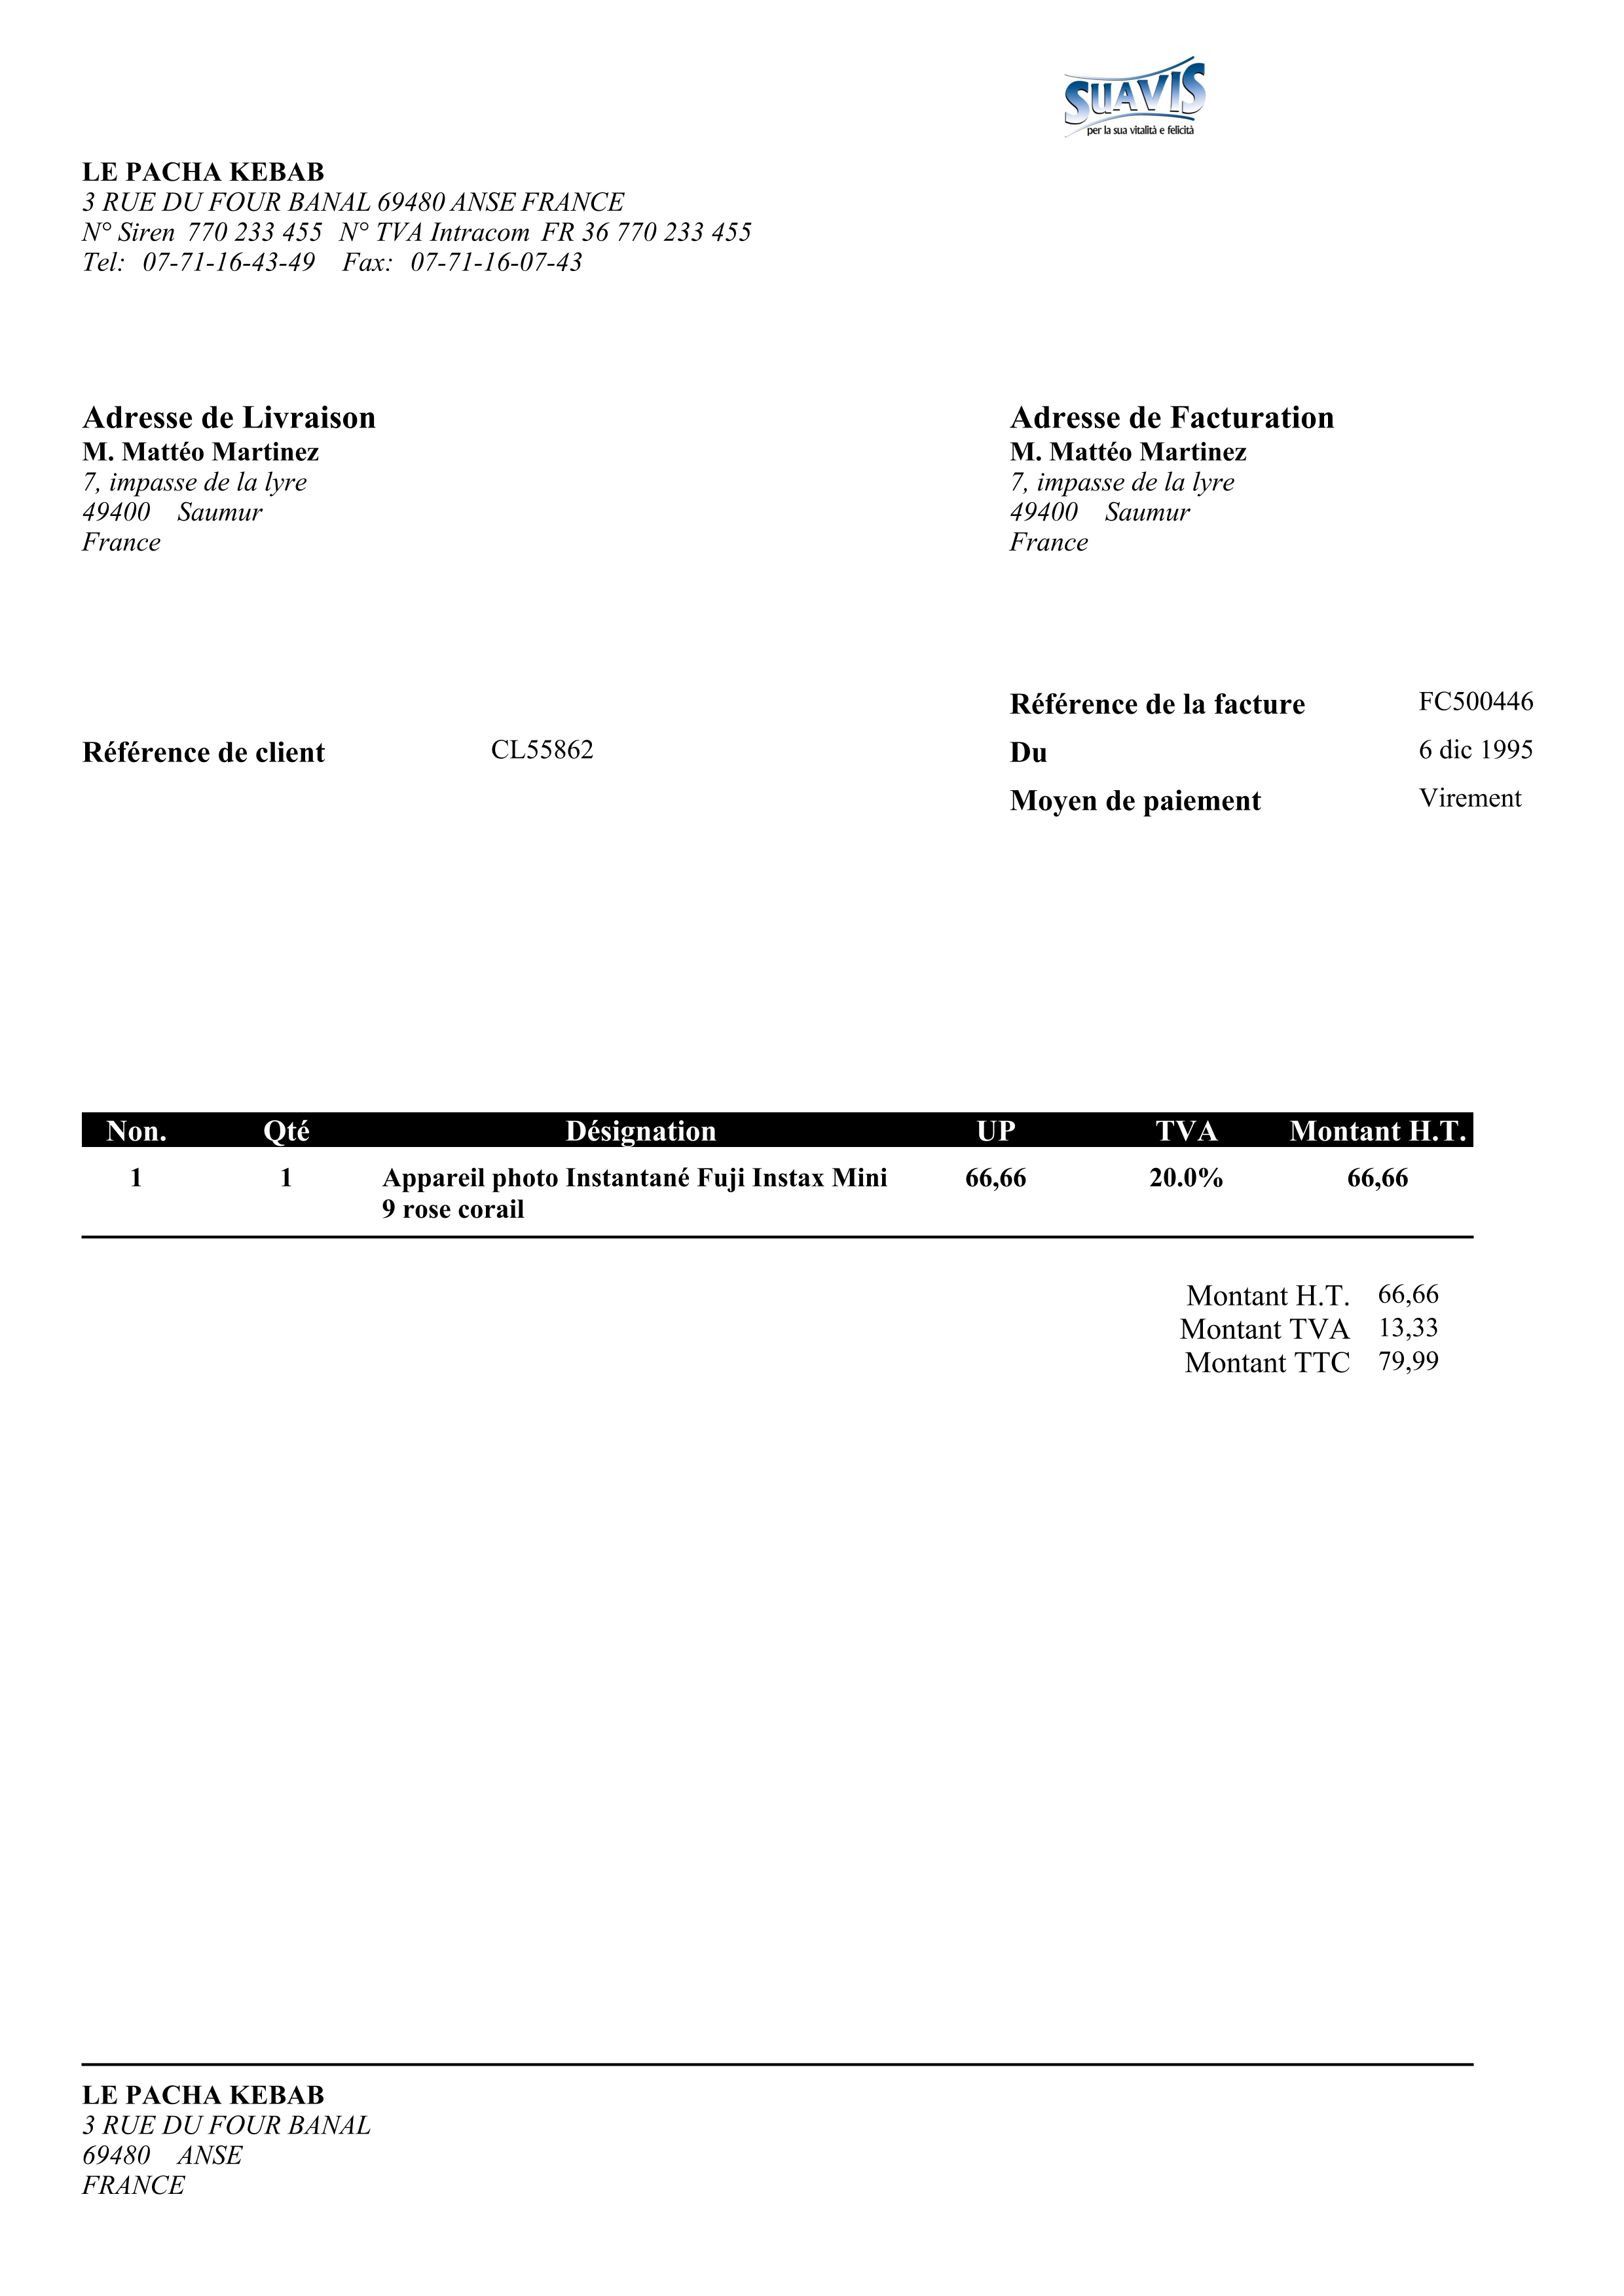 SUAVIS
per la sua vitalità e felicità
LE PACHA KEBAB
3 RUE DU FOUR BANAL 69480 ANSE FRANCE
N° Siren 770 233 455 N° TVA Intracom FR 36 770 233 455
Tel: 07-71-16-43-49 Fax: 07-71-16-07-43
Adresse de Livraison
M. Mattéo Martinez
7, impasse de la lyre
49400 Saumur
France
Adresse de Facturation
M. Mattéo Martinez
7, impasse de la lyre
49400 Saumur
France
Référence de la facture FC500446
Référence de client CL55862
Du 6 dic 1995
Moyen de paiement Virement
Non. Qté Désignation UP TVA Montant H.T.
1 1 Appareil photo Instantané Fuji Instax Mini 66,66 20.0% 66,66
9 rose corail
Montant H.T. 66,66
Montant TVA 13,33
Montant TTC 79,99
LE PACHA KEBAB
3 RUE DU FOUR BANAL
69480 ANSE
FRANCE